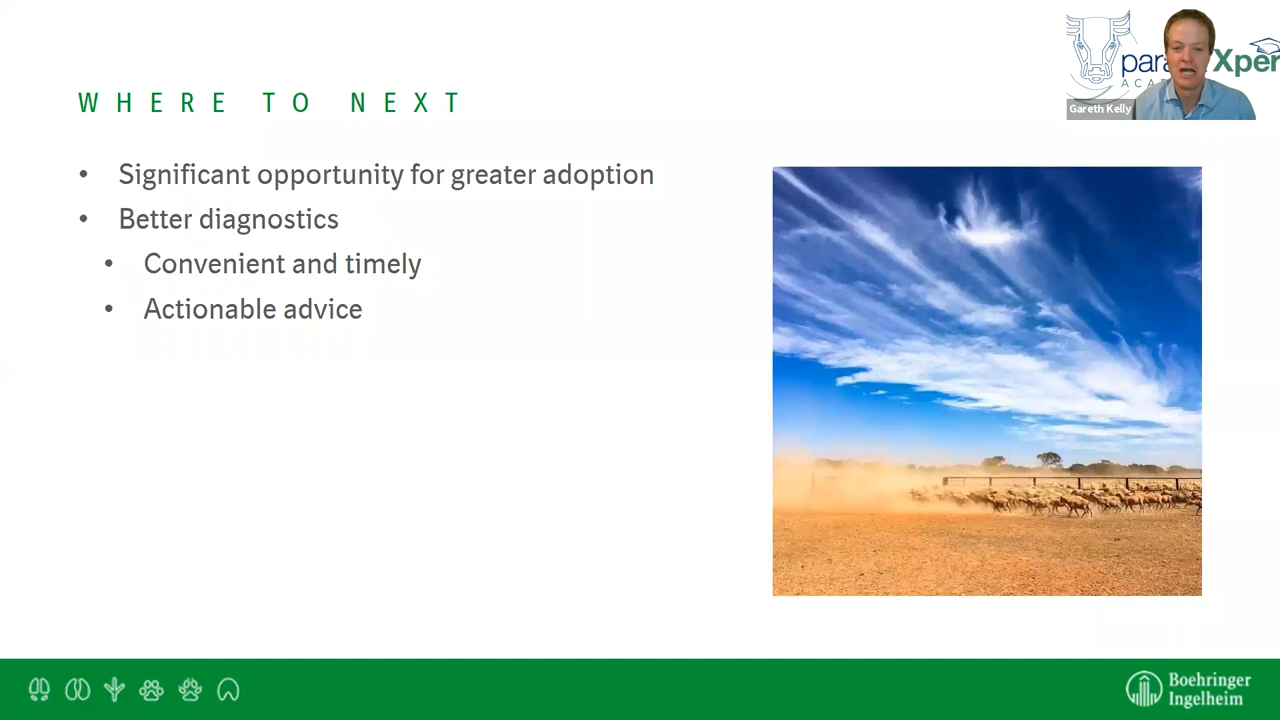 WHERE TO NEXT
• Significant opportunity for greater adoption
• Better diagnostics
• Convenient and timely
• Actionable advice
Gareth Kelly
Boehringer
Ingelheim